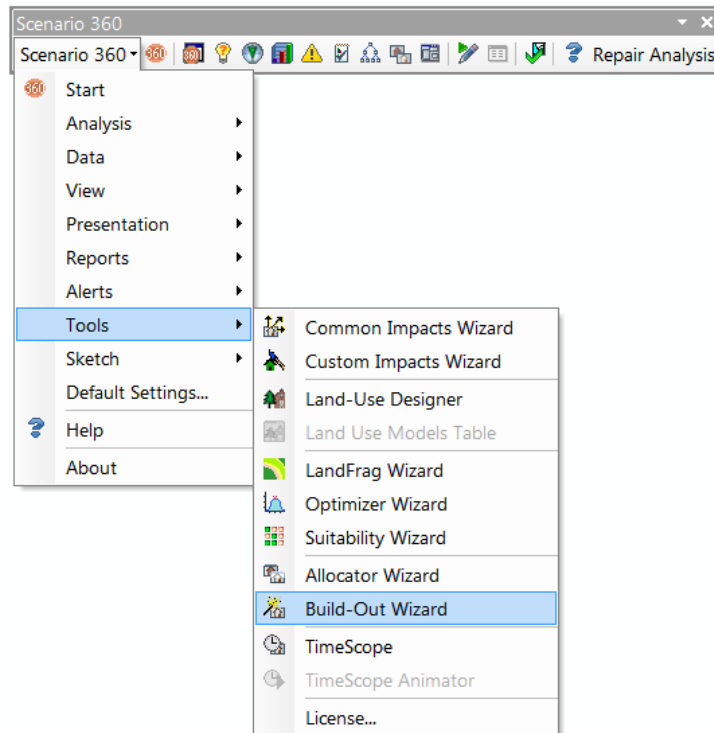 Scenario 360
Scenario 360 Repair Analysis
360 Start
Analysis
Data
View
Presentation
Reports
Alerts
Tools
Sketch
Default Settings...
Help
About
Common Impacts Wizard
Custom Impacts Wizard
Land-Use Designer
Land Use Models Table
LandFrag Wizard
Optimizer Wizard
Suitability Wizard
Allocator Wizard
Build-Out Wizard
TimeScope
TimeScope Animator
License...